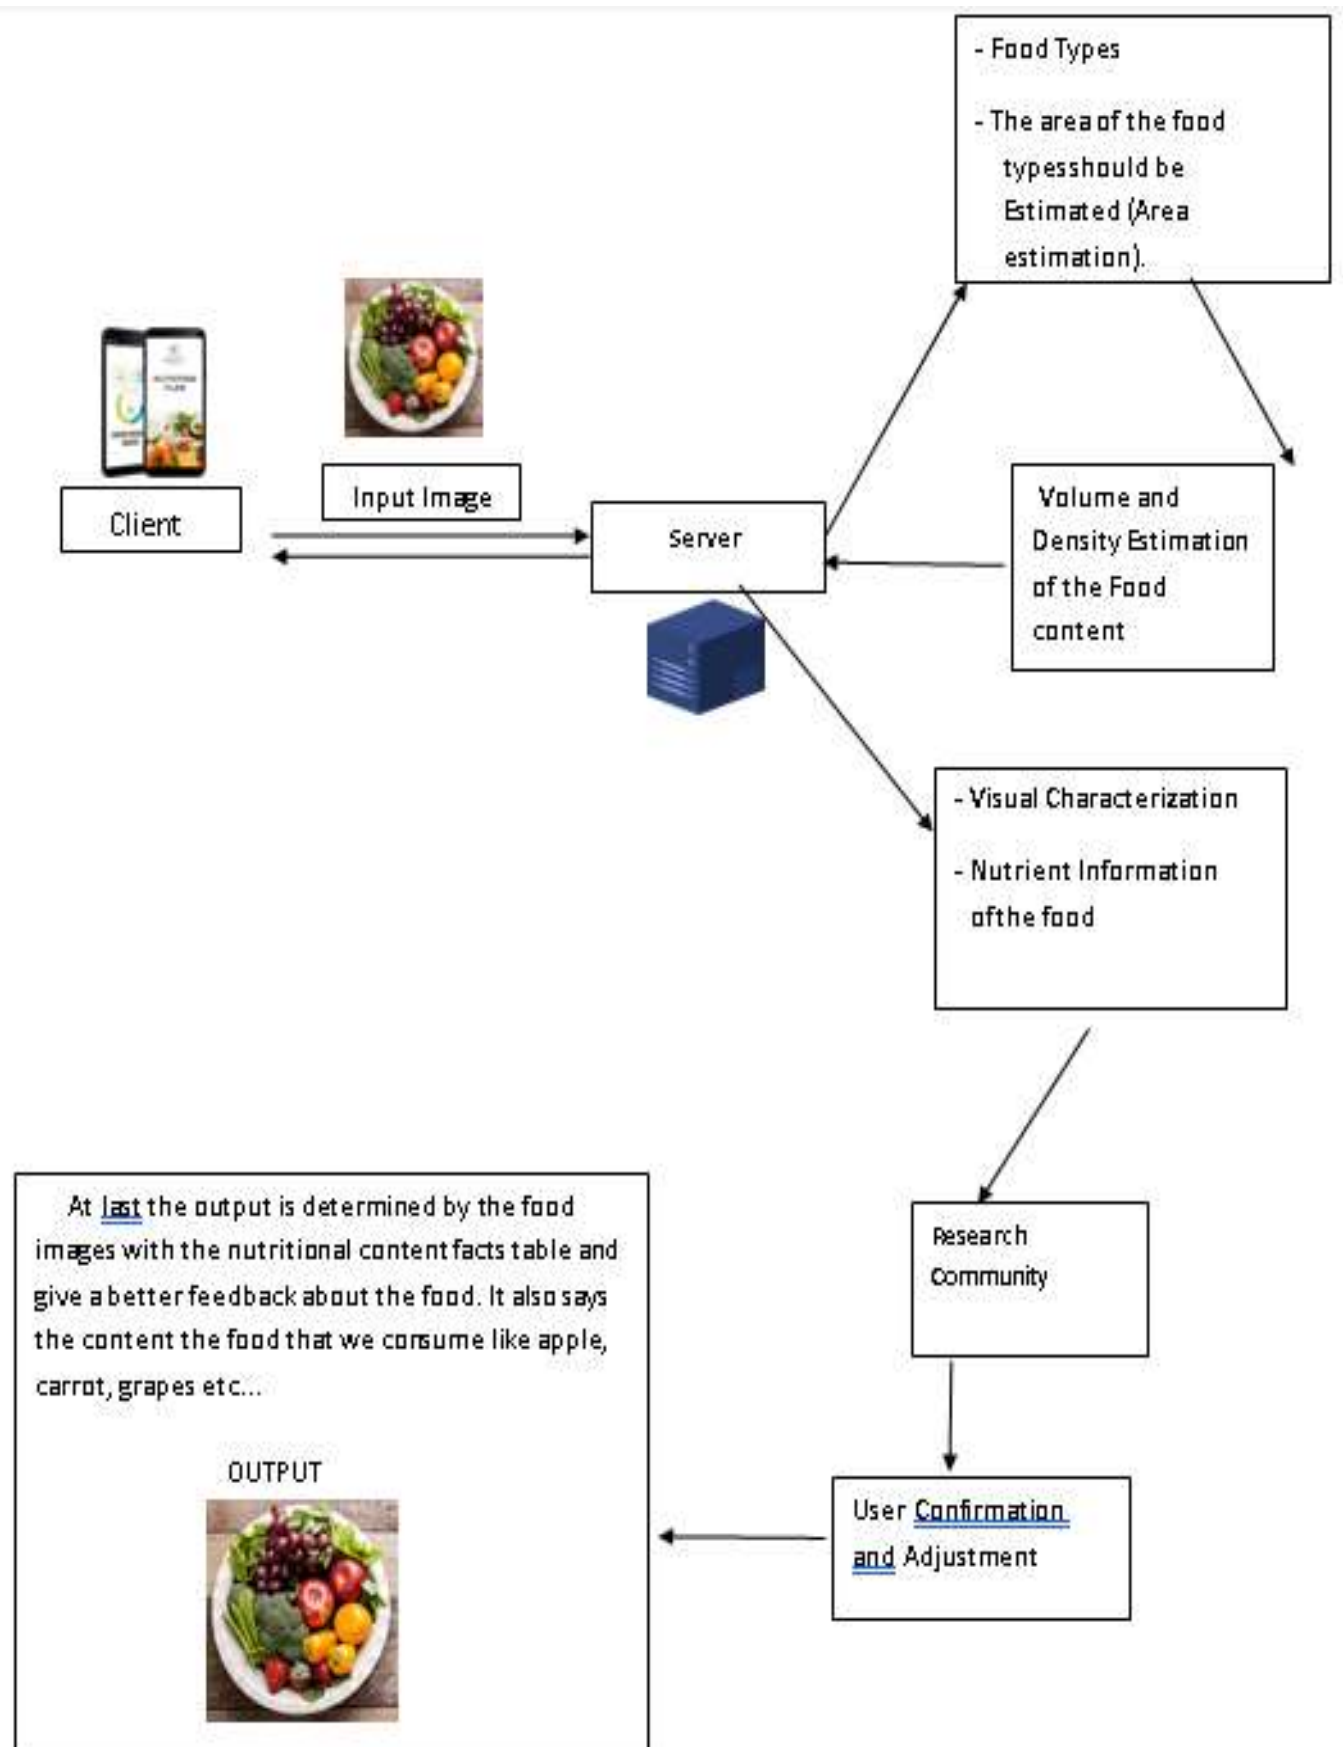 - Food Types
- The area of the food
typesshould be
Estimated (Area
estimation).
Client
Input Image
Server
Volume and
Density Estimation
of the Food
content
- Visual Characterization
- Nutrient Information
ofthe food
Research
Community
User Confirmation
and Adjustment
At last the output is determined by the food
images with the nutritional content facts table and
give a better feedback about the food. It also says
the content the food that we consume like apple,
carrot, grapes etc...
OUTPUT